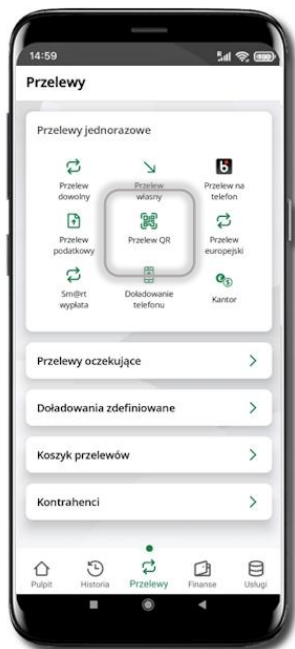 14:59
Przelewy
Przelewy jednorazowe
Przelew
dowolny
Przelew
własny
Przelew na
telefon
Przelew
podatkowy
Przelew QR
Przelew
europejski
Sm@rt
wypłata
Doładowanie
telefonu
Kantor
Przelewy oczekujące
Doładowania zdefiniowane
Koszyk przelewów
Kontrahenci
Pulpit
Historia
Przelewy
Finanse
Usługi